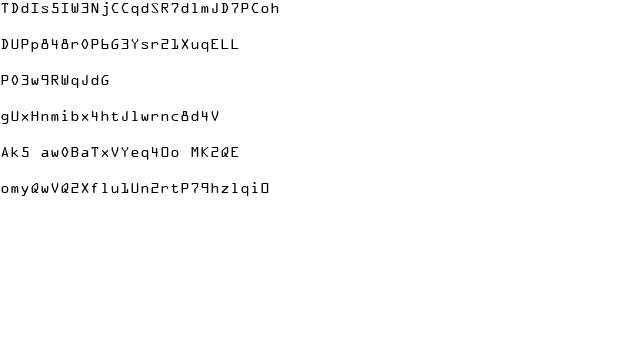 TDdIs5IW3NjCCqdSR7dlmJD7PCoh
DUPp848r0P6G3Ysr21XuqELL
P03w9RWqJdG
gUxHnmibx4htJlwrnc8d4V
Ak5 aw0BaTxVYeq4Oo MK2QE
omyQwVQ2Xflu1Un2rtP79hzlqiO